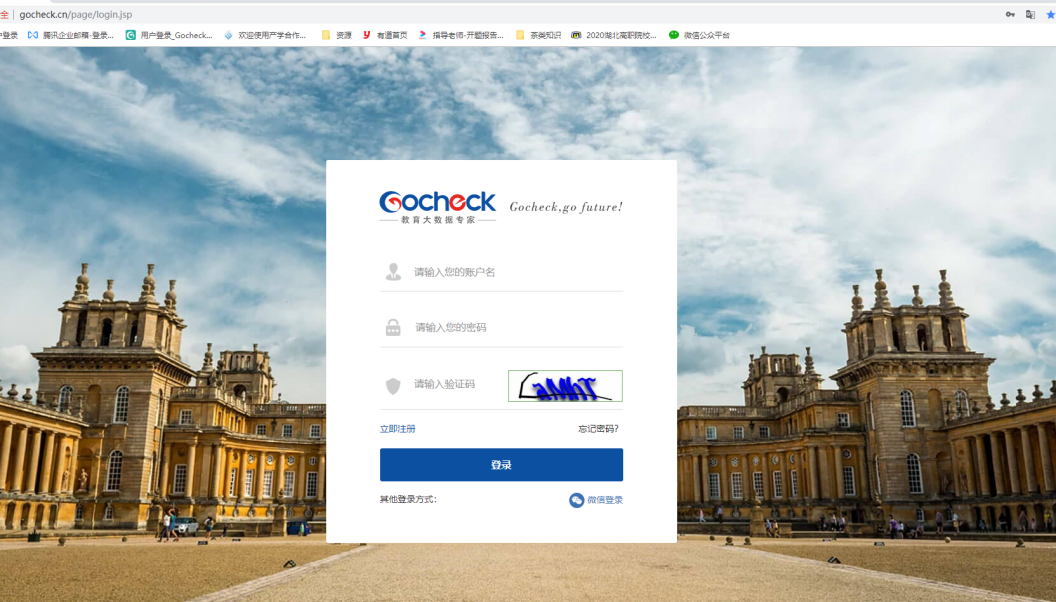 全 gocheck.cn/page/login.jsp
户登录 腾讯企业邮箱-登录... 用户登录_Gocheck... 欢迎使用产学合作... 资源 有道首页 指导老师-开题报告... 茶类知识 2020湖北高职院校... 微信公众平台
Gocheck Gocheck,go future!
教育大数据专家
请输入您的账户名
请输入您的密码
请输入验证码
立即注册 忘记密码?
登录
其他登录方式: 微信登录